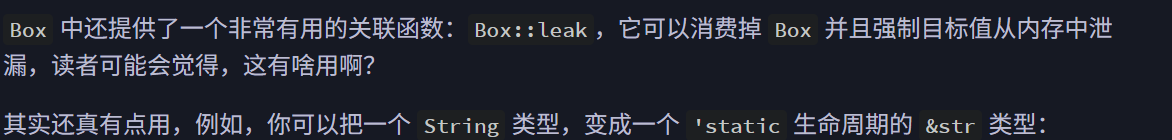 Box 中还提供了一个非常有用的关联函数：Box::leak，它可以消费掉 Box 并且强制目标值从内存中泄
漏，读者可能会觉得，这有啥用啊？
其实还真有点用，例如，你可以把一个 String 类型，变成一个 'static 生命周期的 &str 类型：